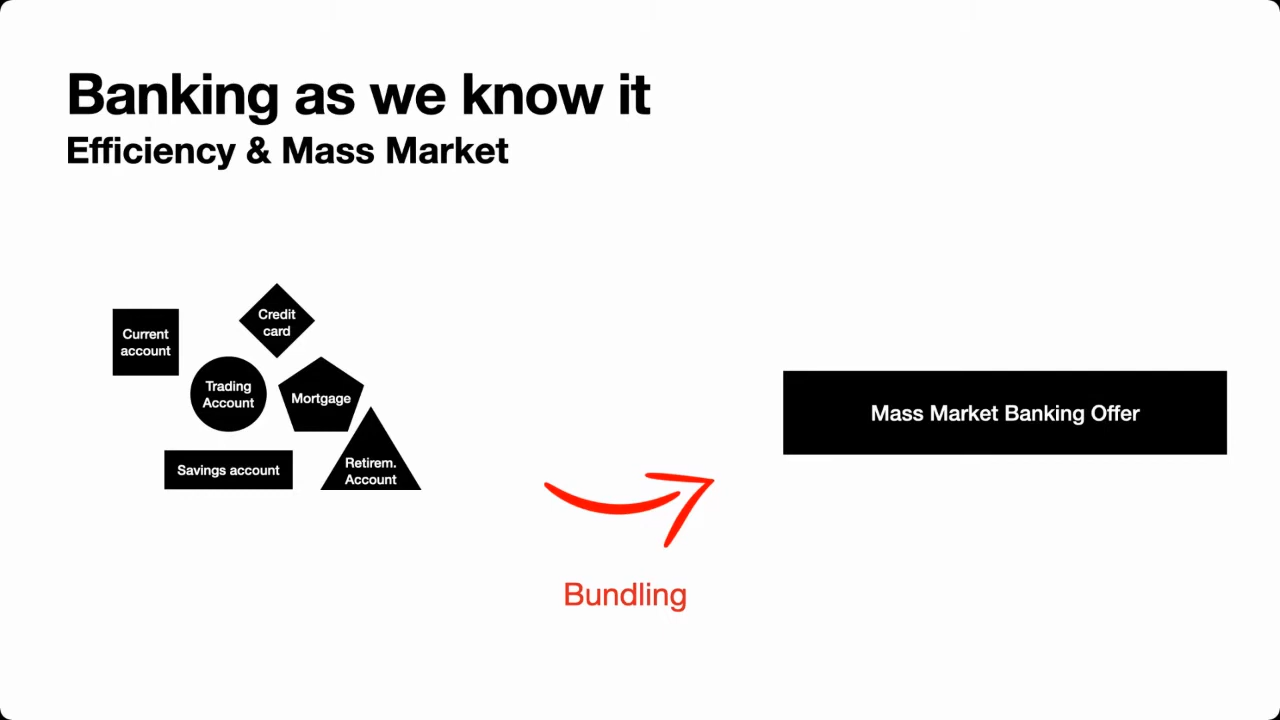 Banking as we know it
Efficiency & Mass Market
Credit
card
Current
account
Trading
Account
Mortgage
Savings account
Retirem.
Account
Mass Market Banking Offer
Bundling